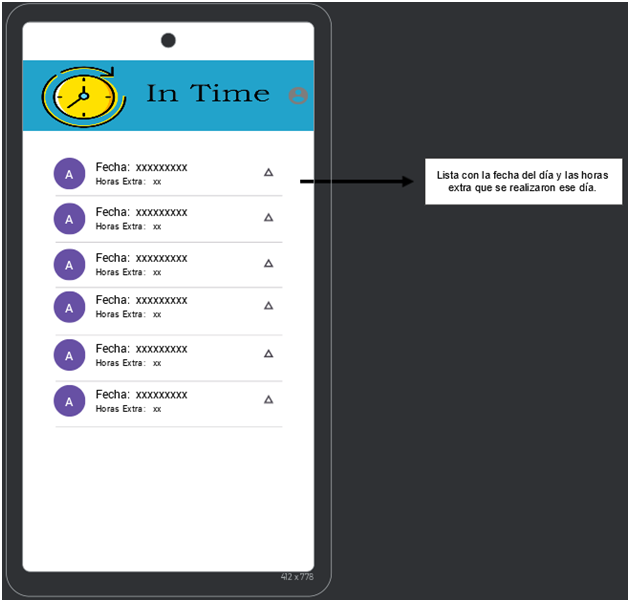 In Time
A
Fecha: xxxxxxxxx
Horas Extra: xx
Lista con la fecha del día y las horas
extra que se realizaron ese día.
A
Fecha: xxxxxxxxx
Horas Extra: xx
A
Fecha: xxxxxxxxx
Horas Extra: xx
A
Fecha: xxxxxxxxx
Horas Extra: xx
A
Fecha: xxxxxxxxx
Horas Extra: xx
A
Fecha: xxxxxxxxx
Horas Extra: xx
412 x 778